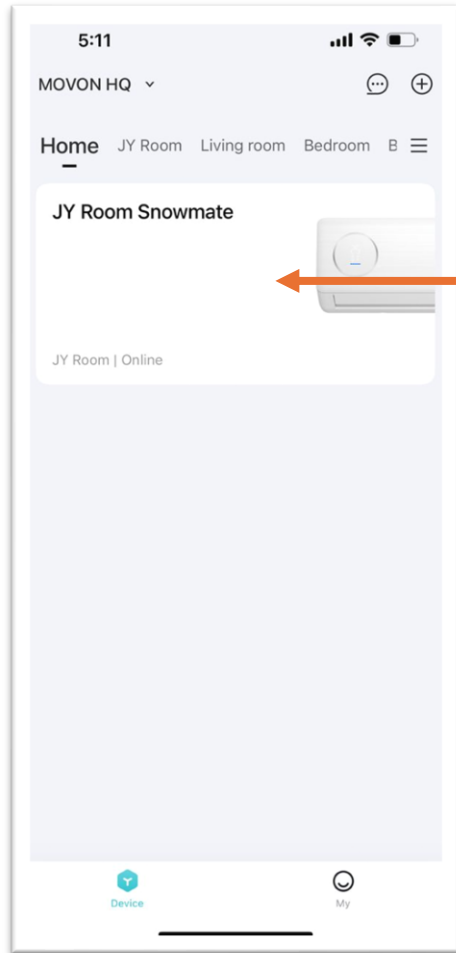 5:11
MOVON HQ
Home JY Room Living room Bedroom B
JY Room Snowmate
JY Room | Online
Device My